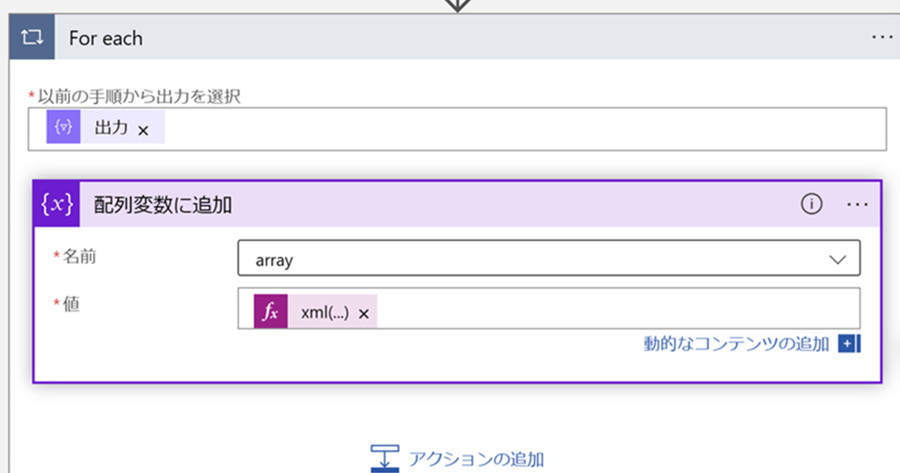 For each
*以前の手順から出力を選択
出力 ×
{x} 配列変数に追加
*名前 array
*値 fx xml(...) ×
動的なコンテンツの追加
アクションの追加